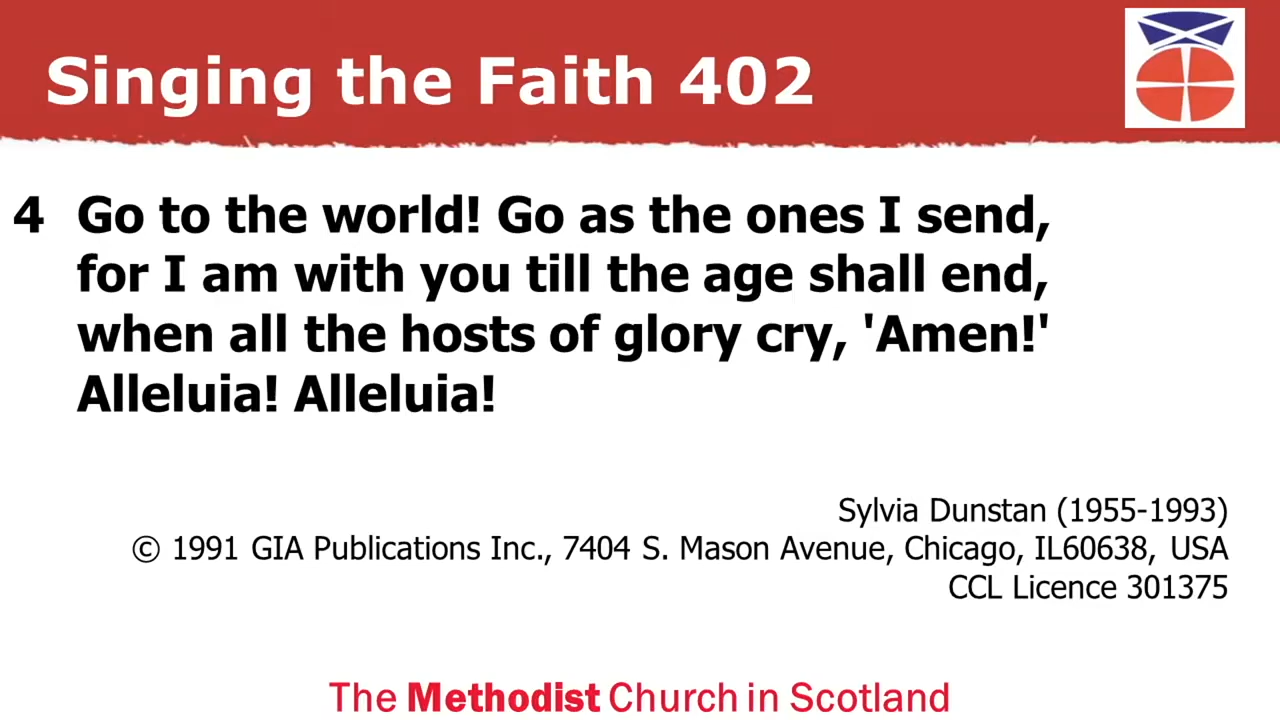 Singing the Faith 402
4 Go to the world! Go as the ones I send,
for I am with you till the age shall end,
when all the hosts of glory cry, 'Amen!'
Alleluia! Alleluia!
Sylvia Dunstan (1955-1993)
© 1991 GIA Publications Inc., 7404 S. Mason Avenue, Chicago, IL60638, USA
CCL Licence 301375
The Methodist Church in Scotland